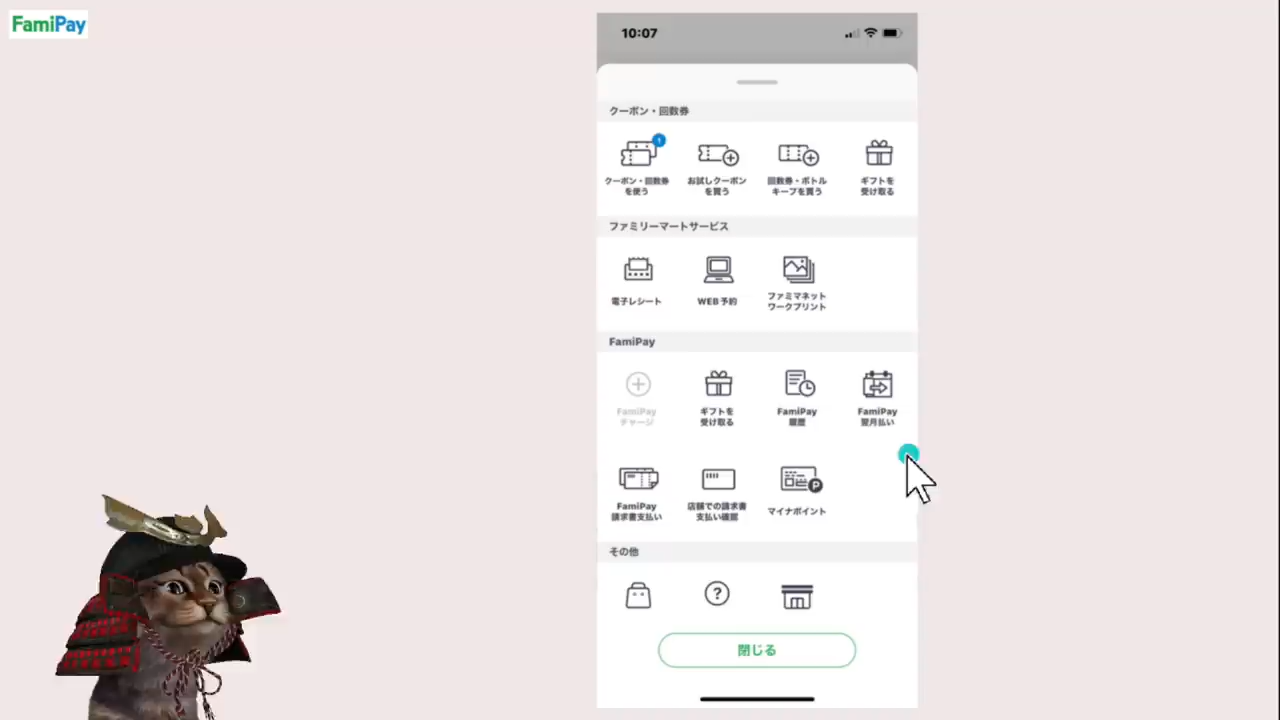 FamiPay
10:07
クーポン・回数券
1
クーポン・回数券
を使う
お試しクーポン
を買う
回数券・ボトル
キープを買う
ギフトを
受け取る
ファミリーマートサービス
電子レシート
WEB予約
ファミマネット
ワークプリント
FamiPay
FamiPay
チャージ
ギフトを
受け取る
FamiPay
履歴
FamiPay
翌月払い
FamiPay
請求書支払い
店舗での請求書
支払い確認
P
マイナポイント
その他
?
閉じる